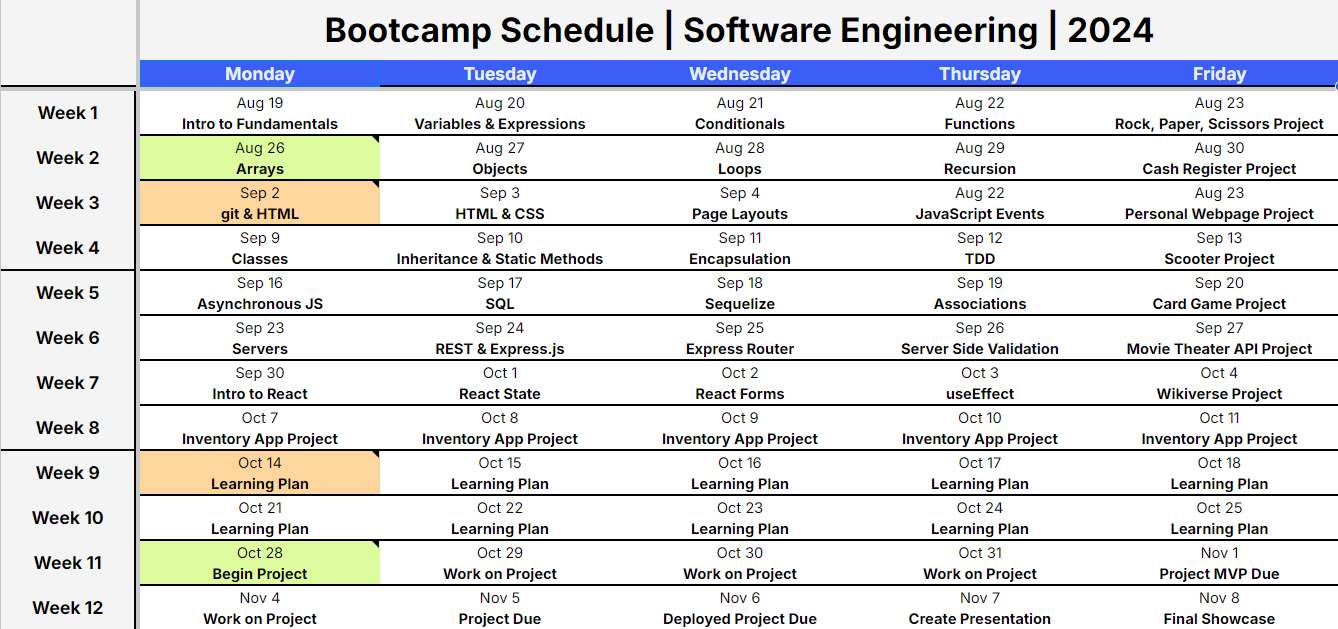 Bootcamp Schedule | Software Engineering | 2024
Monday Tuesday Wednesday Thursday Friday
Week 1
Aug 19 Aug 20 Aug 21 Aug 22 Aug 23
Intro to Fundamentals Variables & Expressions Conditionals Functions Rock, Paper, Scissors Project
Week 2
Aug 26 Aug 27 Aug 28 Aug 29 Aug 30
Arrays Objects Loops Recursion Cash Register Project
Week 3
Sep 2 Sep 3 Sep 4 Aug 22 Aug 23
git & HTML HTML & CSS Page Layouts JavaScript Events Personal Webpage Project
Week 4
Sep 9 Sep 10 Sep 11 Sep 12 Sep 13
Classes Inheritance & Static Methods Encapsulation TDD Scooter Project
Week 5
Sep 16 Sep 17 Sep 18 Sep 19 Sep 20
Asynchronous JS SQL Sequelize Associations Card Game Project
Week 6
Sep 23 Sep 24 Sep 25 Sep 26 Sep 27
Servers REST & Express.js Express Router Server Side Validation Movie Theater API Project
Week 7
Sep 30 Oct 1 Oct 2 Oct 3 Oct 4
Intro to React React State React Forms useEffect Wikiverse Project
Week 8
Oct 7 Oct 8 Oct 9 Oct 10 Oct 11
Inventory App Project Inventory App Project Inventory App Project Inventory App Project Inventory App Project
Week 9
Oct 14 Oct 15 Oct 16 Oct 17 Oct 18
Learning Plan Learning Plan Learning Plan Learning Plan Learning Plan
Week 10
Oct 21 Oct 22 Oct 23 Oct 24 Oct 25
Learning Plan Learning Plan Learning Plan Learning Plan Learning Plan
Week 11
Oct 28 Oct 29 Oct 30 Oct 31 Nov 1
Begin Project Work on Project Work on Project Work on Project Project MVP Due
Week 12
Nov 4 Nov 5 Nov 6 Nov 7 Nov 8
Work on Project Project Due Deployed Project Due Create Presentation Final Showcase